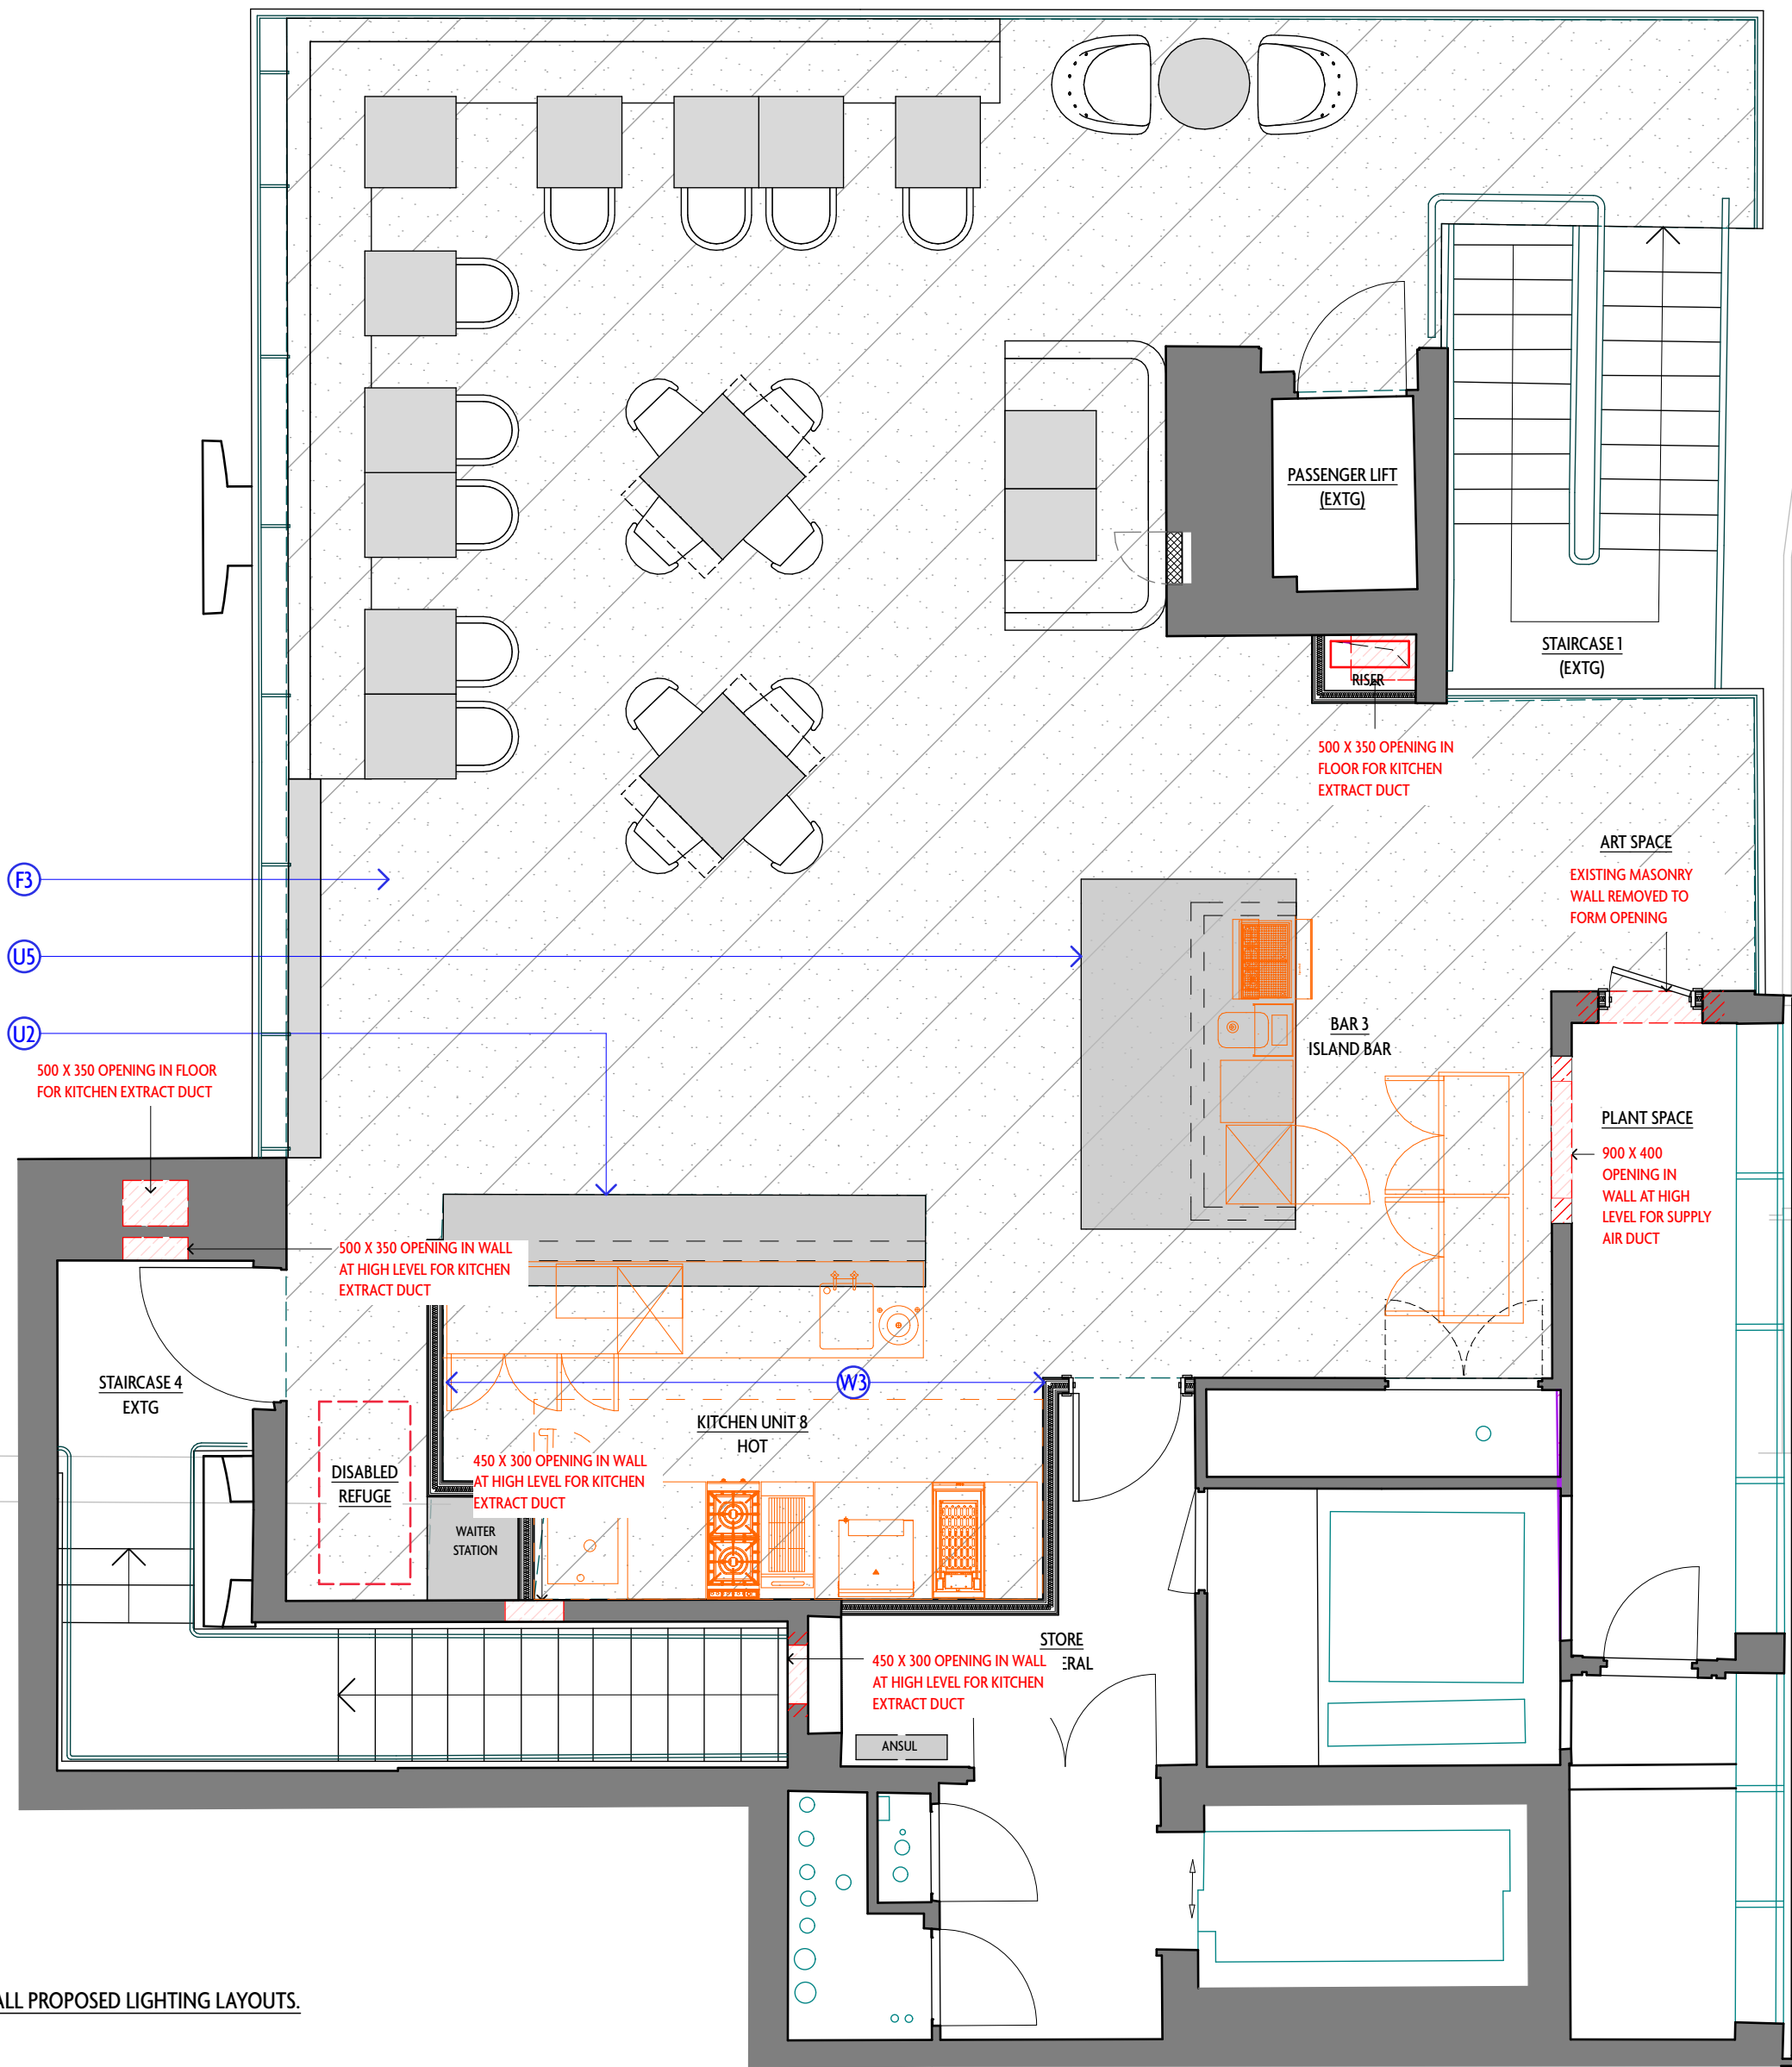 PASSENGER LIFT
(EXTG)
STAIRCASE 1
(EXTG)
RISER
500 X 350 OPENING IN
FLOOR FOR KITCHEN
EXTRACT DUCT
ART SPACE
EXISTING MASONRY
WALL REMOVED TO
FORM OPENING
F3
U5
U2
BAR 3
ISLAND BAR
500 X 350 OPENING IN FLOOR
FOR KITCHEN EXTRACT DUCT
PLANT SPACE
900 X 400
OPENING IN
WALL AT HIGH
LEVEL FOR SUPPLY
AIR DUCT
500 X 350 OPENING IN WALL
AT HIGH LEVEL FOR KITCHEN
EXTRACT DUCT
STAIRCASE 4
EXTG
W3
KITCHEN UNIT 8
HOT
450 X 300 OPENING IN WALL
AT HIGH LEVEL FOR KITCHEN
EXTRACT DUCT
DISABLED
REFUGE
WAITER
STATION
STORE
ERAL
450 X 300 OPENING IN WALL
AT HIGH LEVEL FOR KITCHEN
EXTRACT DUCT
ANSUL
ALL PROPOSED LIGHTING LAYOUTS.